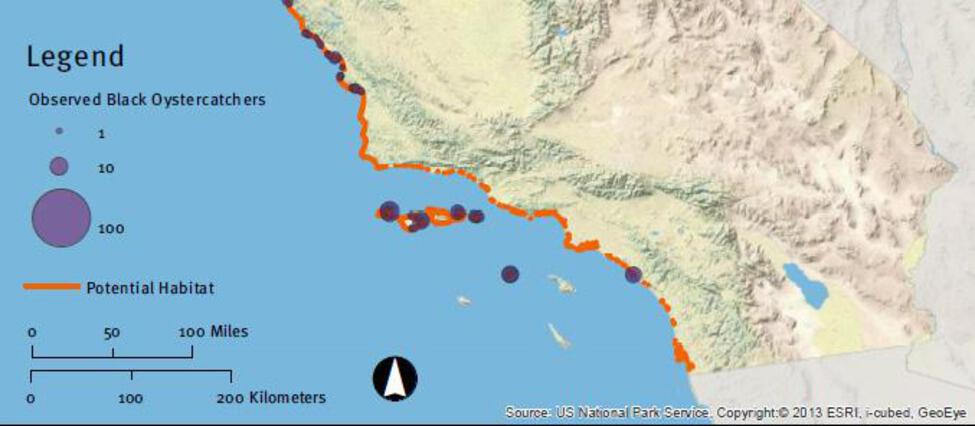 Legend
Observed Black Oystercatchers
1
10
100
Potential Habitat
0 50 100 Miles
0 100 200 Kilometers
Source: US National Park Service. Copyright:© 2013 ESRI, i-cubed, GeoEye